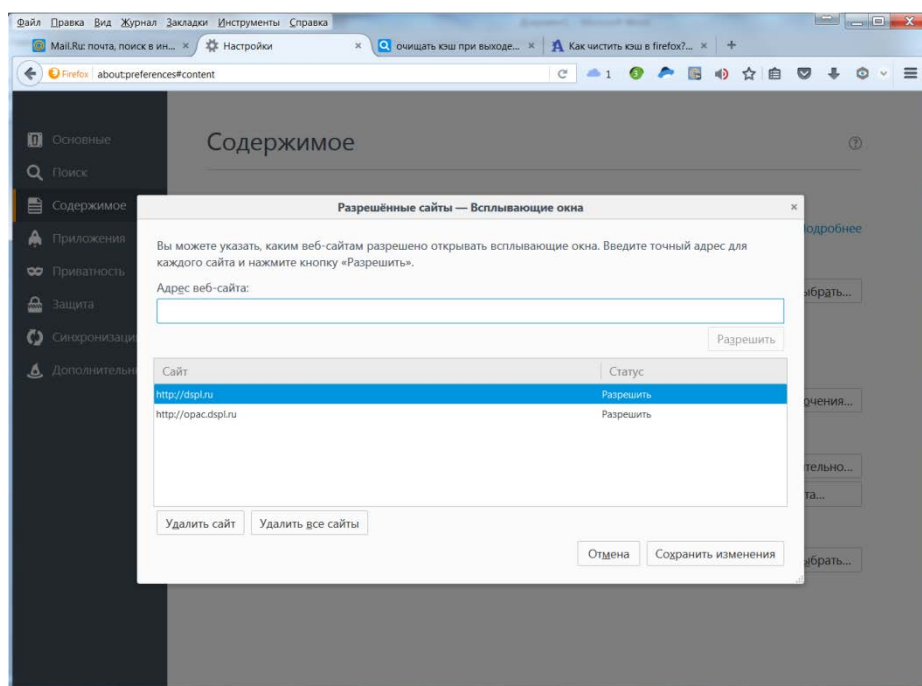 Файл Правка Вид Журнал Закладки Инструменты Справка
Mail.Ru: почта, поиск в ин... × Настройки × очищать кэш при выходе... × Как чистить кэш в firefox?... × +
Firefox about:preferences#content 1
Основные
Содержимое
Поиск
Содержимое
Приложения
Приватность
Защита
Синхронизаци
Дополнительн
Разрешённые сайты — Всплывающие окна ×
Вы можете указать, каким веб-сайтам разрешено открывать всплывающие окна. Введите точный адрес для
каждого сайта и нажмите кнопку «Разрешить».
одробнее
Адрес веб-сайта:
ыбрать...
Разрешить
Сайт Статус
http://dspl.ru Разрешить
http://opac.dspl.ru Разрешить
ючения...
тельно...
та...
Удалить сайт Удалить все сайты
Отмена Сохранить изменения
ыбрать...